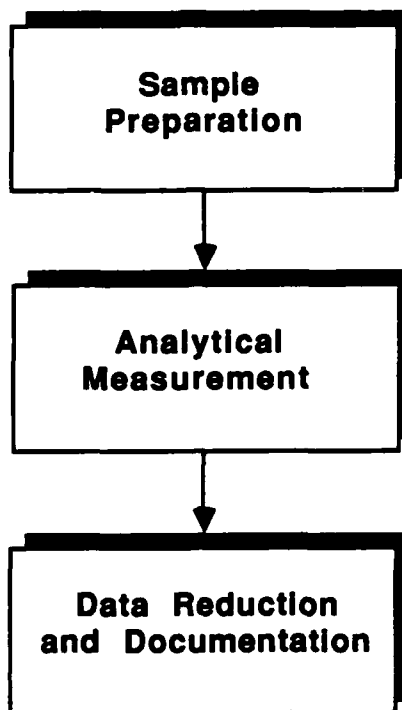 Sample
Preparation
Analytical
Measurement
Data Reduction
and Documentation